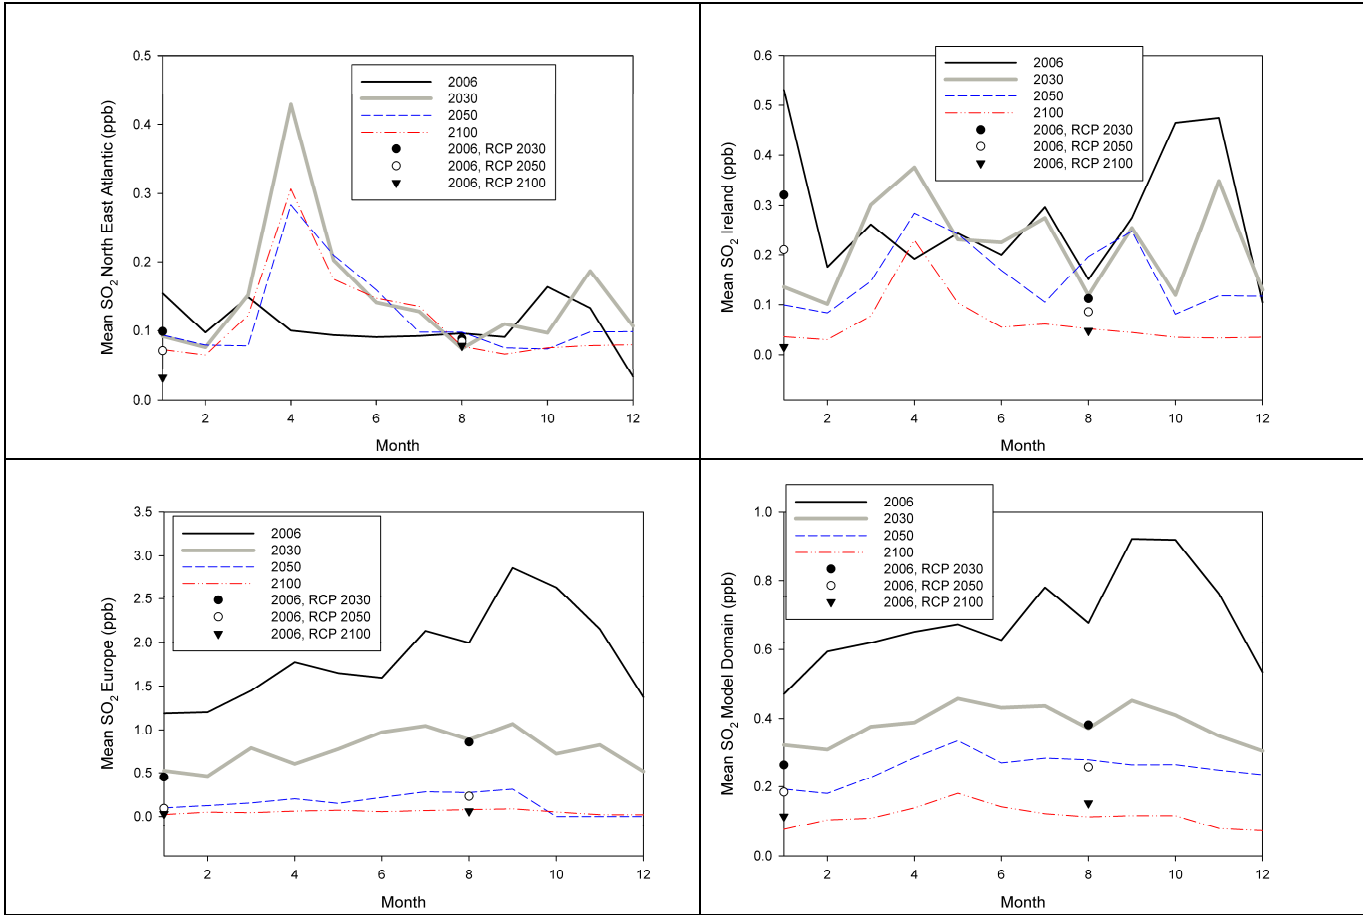 Mean SO2 North East Atlantic (ppb)
0.5
0.4
0.3
0.2
0.1
0.0
2006
2030
2050
2100
2006, RCP 2030
2006, RCP 2050
2006, RCP 2100
2 4 6 8 10 12
Month
Mean SO2 Ireland (ppb)
0.6
0.5
0.4
0.3
0.2
0.1
0.0
2006
2030
2050
2100
2006, RCP 2030
2006, RCP 2050
2006, RCP 2100
2 4 6 8 10 12
Month
Mean SO2 Europe (ppb)
3.5
3.0
2.5
2.0
1.5
1.0
0.5
0.0
2006
2030
2050
2100
2006, RCP 2030
2006, RCP 2050
2006, RCP 2100
2 4 6 8 10 12
Month
Mean SO2 Model Domain (ppb)
1.0
0.8
0.6
0.4
0.2
0.0
2006
2030
2050
2100
2006, RCP 2030
2006, RCP 2050
2006, RCP 2100
2 4 6 8 10 12
Month